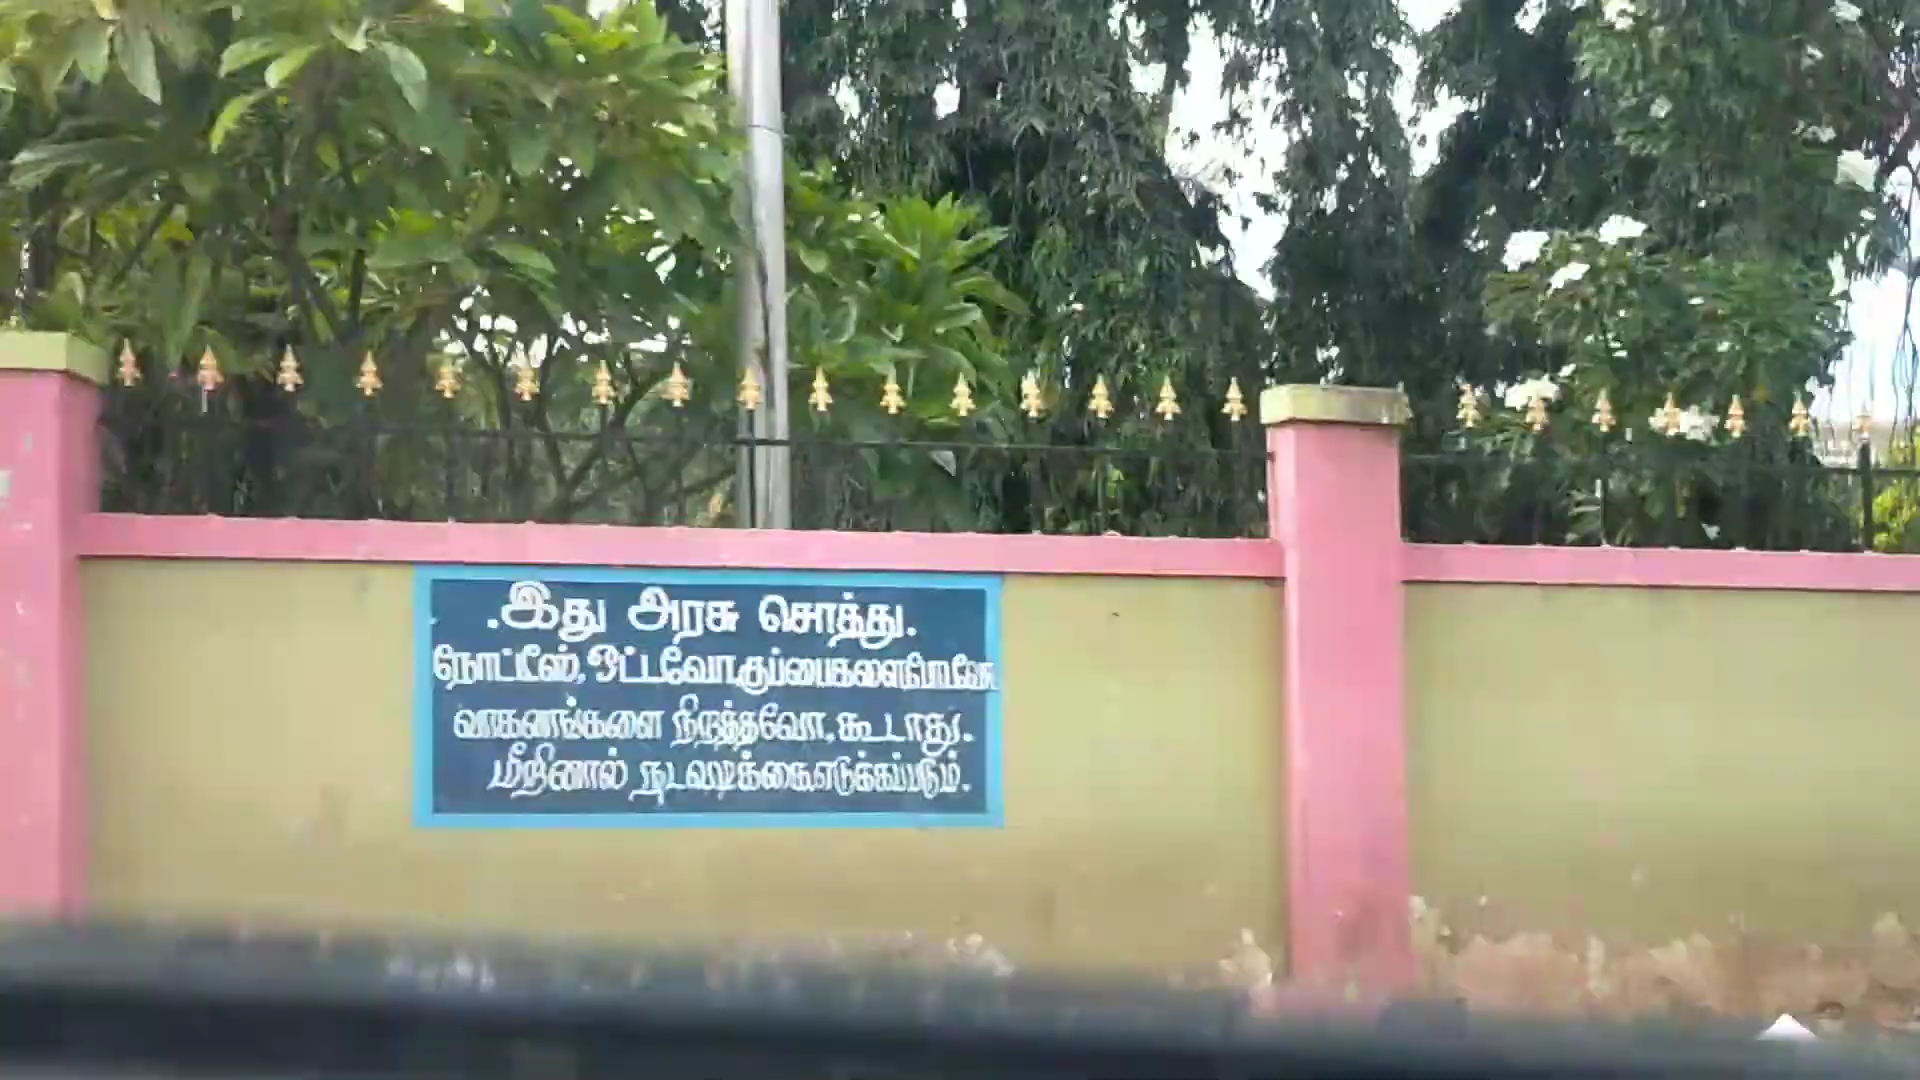 .இது அரசு சொத்து.
நோட்டீஸ், ஒட்டவோ,குப்பைகளைபோடவோ
வாகனங்களை நிறுத்தவோ, கூடாது.
மீறினால் நடவடிக்கைஎடுக்கப்படும்.